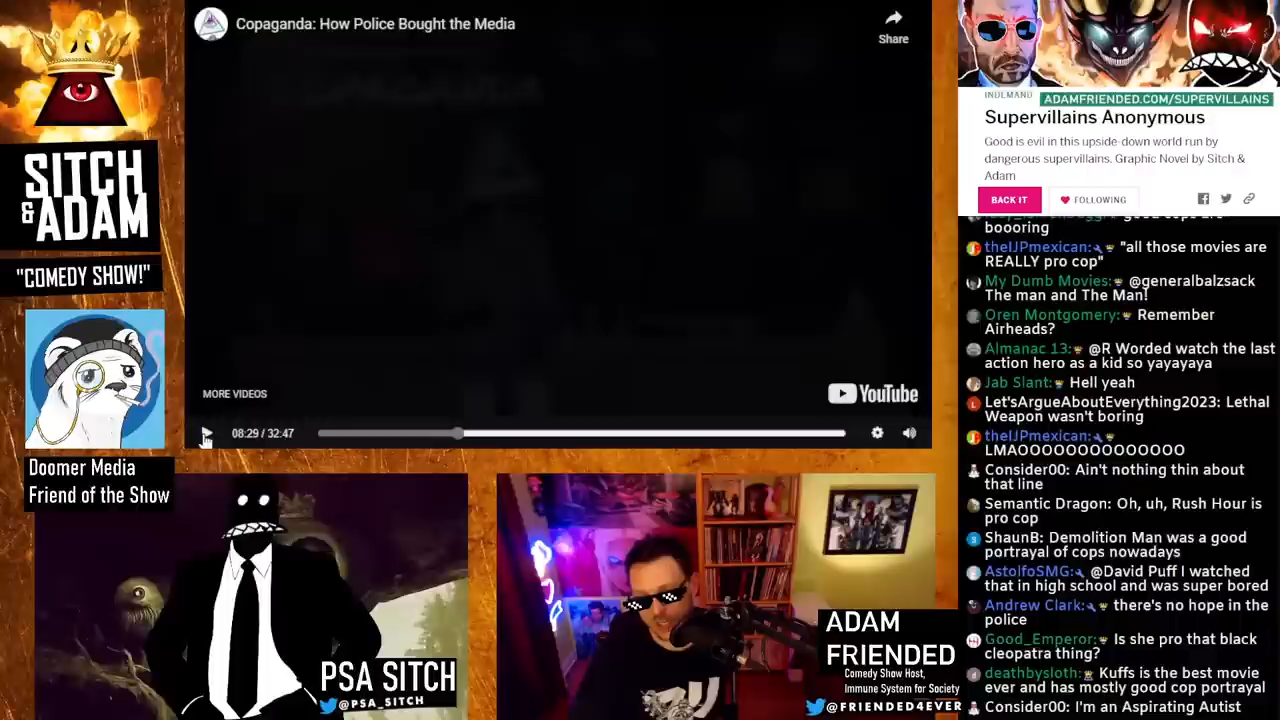 Copaganda: How Police Bought the Media
Share
MORE VIDEOS
YouTube
08:29 / 32:47
SITCH
& ADAM
"COMEDY SHOW!"
Doomer Media
Friend of the Show
PSA SITCH
@PSA_SITCH
ADAM
FRIENDED
Comedy Show Host,
Immune System for Society
@FRIENDED4EVER
INDEMAND
ADAMFRIENDED.COM/SUPERVILLAINS
Supervillains Anonymous
Good is evil in this upside-down world run by
dangerous supervillains. Graphic Novel by Sitch &
Adam
BACK IT
FOLLOWING
boooring
theIJPmexican: "all those movies are
REALLY pro cop"
My Dumb Movies: @generalbalzsack
The man and The Man!
Oren Montgomery: Remember
Airheads?
Almanac 13: @R Worded watch the last
action hero as a kid so yayayaya
Jab Slant: Hell yeah
Let'sArgueAboutEverything2023: Lethal
Weapon wasn't boring
theIJPmexican:
LMAOOOOOOOOOOOOOO
Consider00: Ain't nothing thin about
that line
Semantic Dragon: Oh, uh, Rush Hour is
pro cop
ShaunB: Demolition Man was a good
portrayal of cops nowadays
AstolfoSMG: @David Puff I watched
that in high school and was super bored
Andrew Clark: there's no hope in the
police
Good_Emperor: Is she pro that black
cleopatra thing?
deathbysloth: Kuffs is the best movie
ever and has mostly good cop portrayal
Consider00: I'm an Aspirating Autist